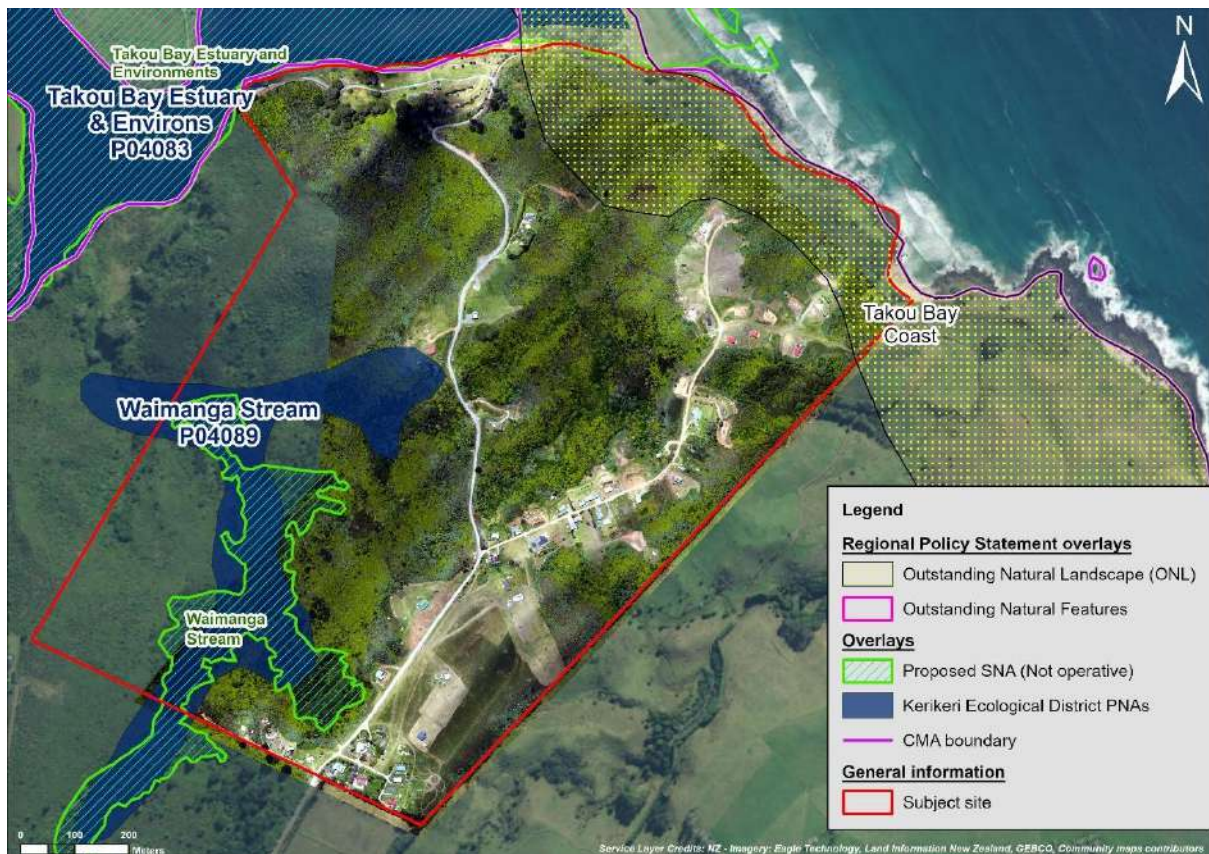 Takou Bay Estuary and
Environments
Takou Bay Estuary
& Environs
P04083
N
Takou Bay
Coast
Waimanga Stream
P04089
Waimanga
Stream
Legend
Regional Policy Statement overlays
Outstanding Natural Landscape (ONL)
Outstanding Natural Features
Overlays
Proposed SNA (Not operative)
Kerikeri Ecological District PNAs
CMA boundary
General information
Subject site
0 100 200
Meters
Service Layer Credits: NZ - Imagery: Eagle Technology, Land Information New Zealand, GEBCO, Community maps contributors